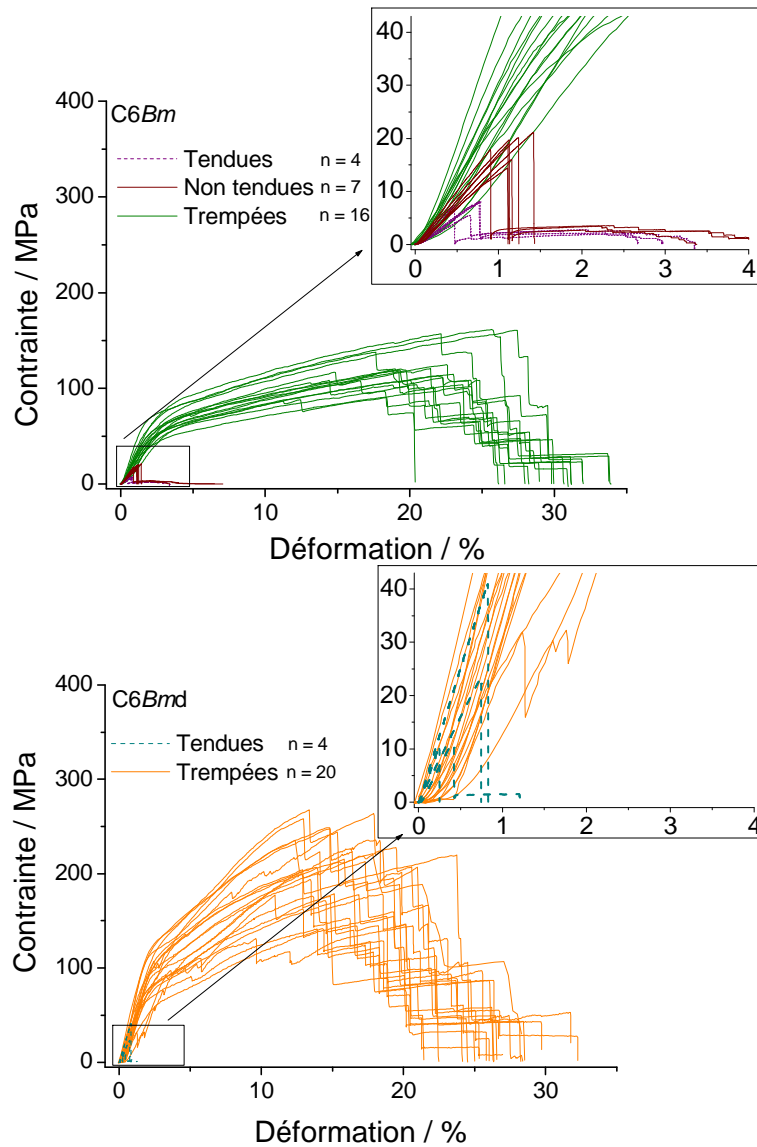 C6Bm
Tendues n = 4
Non tendues n = 7
Trempées n = 16
Contrainte / MPa
400
300
200
100
0
0 10 20 30
Déformation / %
40
30
20
10
0
0 1 2 3 4
C6Bmd
Tendues n = 4
Trempées n = 20
Contrainte / MPa
400
300
200
100
0
0 10 20 30
Déformation / %
40
30
20
10
0
0 1 2 3 4